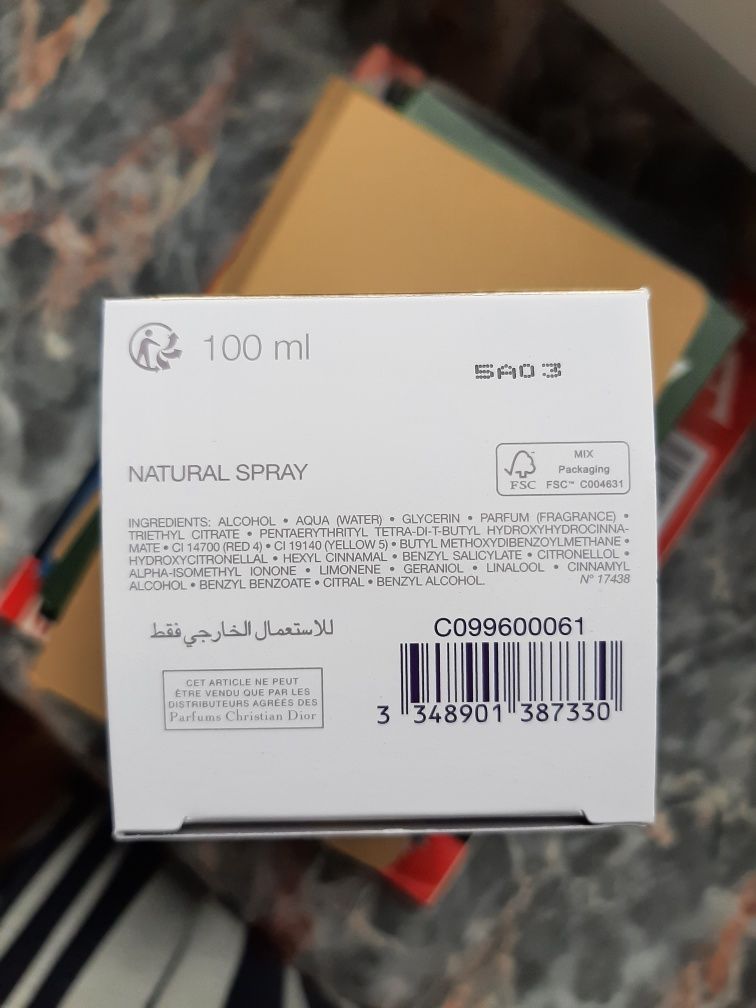 100 ml
5A03
NATURAL SPRAY
MIX
Packaging
FSC FSC™ C004631
INGREDIENTS: ALCOHOL • AQUA (WATER) • GLYCERIN • PARFUM (FRAGRANCE) •
TRIETHYL CITRATE • PENTAERYTHRITYL TETRA-DI-T-BUTYL HYDROXYHYDROCINNA-
MATE • CI 14700 (RED 4) • CI 19140 (YELLOW 5) • BUTYL METHOXYDIBENZOYLMETHANE •
HYDROXYCITRONELLAL • HEXYL CINNAMAL • BENZYL SALICYLATE • CITRONELLOL •
ALPHA-ISOMETHYL IONONE • LIMONENE • GERANIOL • LINALOOL • CINNAMYL
ALCOHOL • BENZYL BENZOATE • CITRAL • BENZYL ALCOHOL. N° 17438
للاستعمال الخارجي فقط
CET ARTICLE NE PEUT
ÊTRE VENDU QUE PAR LES
DISTRIBUTEURS AGRÉÉS DES
Parfums Christian Dior
C099600061
3 348901 387330